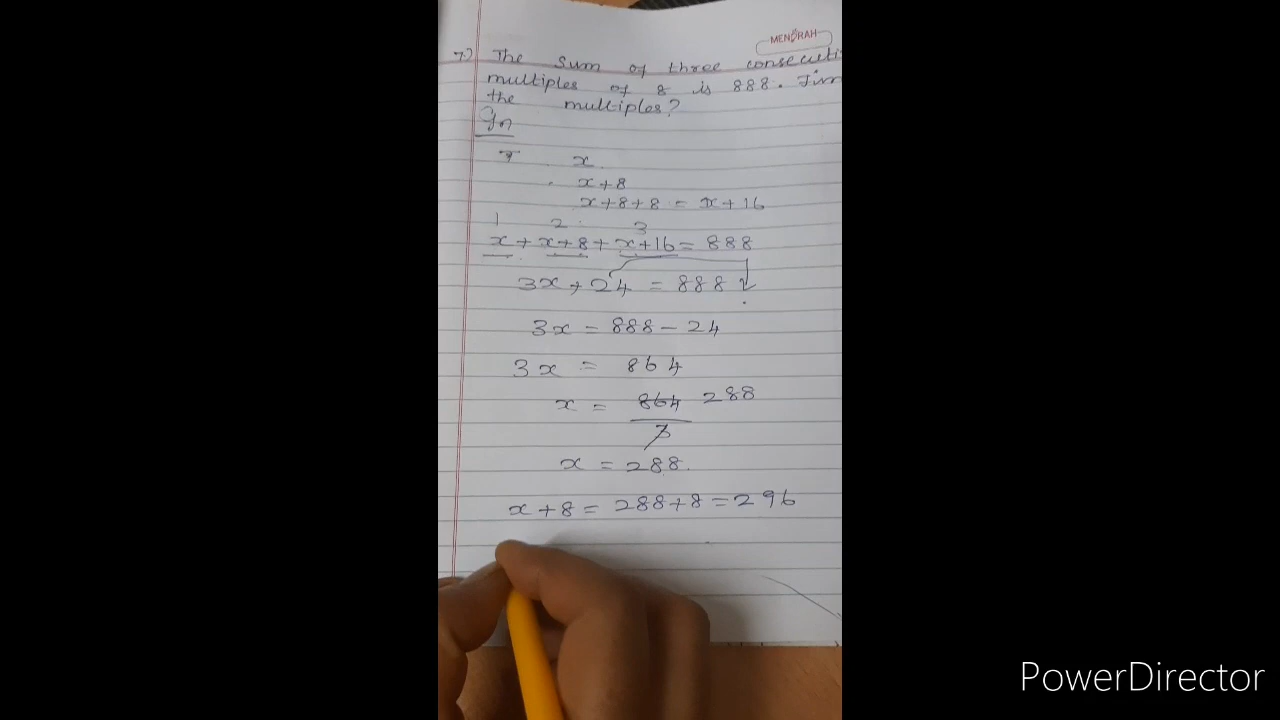 MENORAH
7.) The sum of three consecuti
multiples of 8 is 888. Fin
the multiples?
x
x+8
x+8+8 = x+16
1 2 3
x + x+8 + x+16 = 888
3x + 24 = 888
3x = 888 - 24
3x = 864
x = 864/3 288
x = 288.
x + 8 = 288+8 = 296
PowerDirector